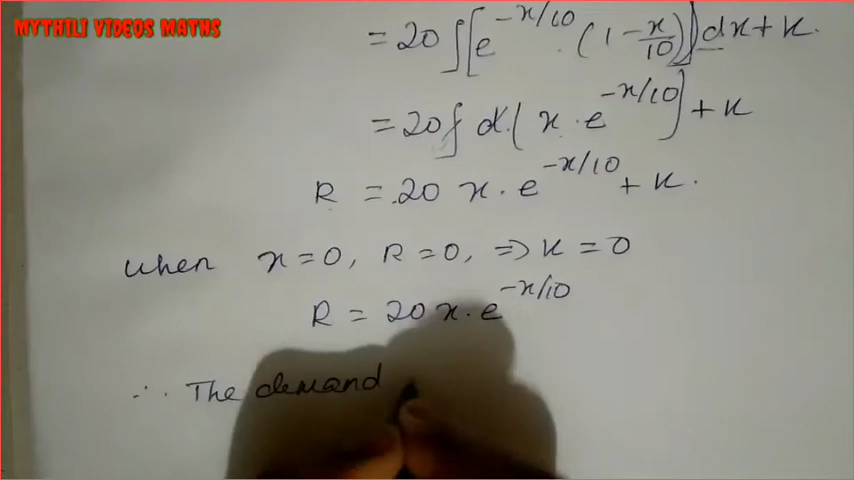 MYTHILI VIDEOS MATHS
= 20 ∫[e^{-x/10} · (1 - x/10)] dx + k.
= 20 ∫ d(x · e^{-x/10}) + k
R = 20 x · e^{-x/10} + k.
when x = 0, R = 0, ⇒ k = 0
R = 20 x · e^{-x/10}
∴ The demand